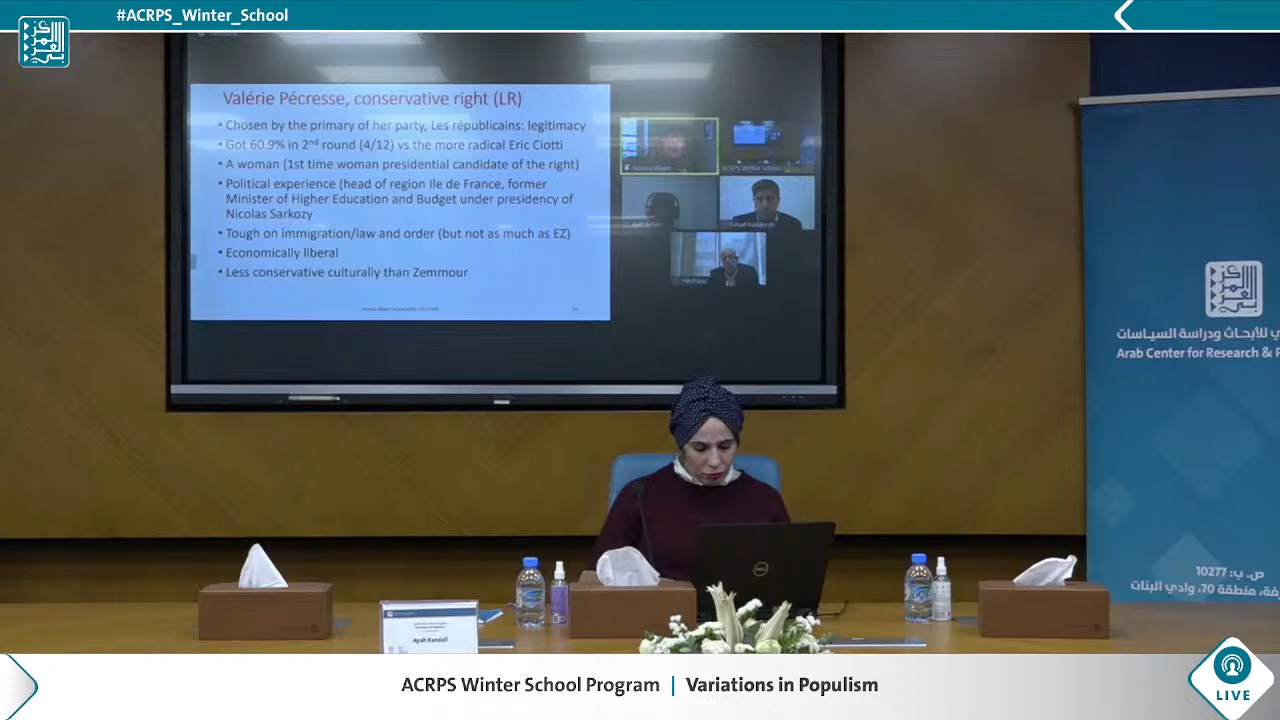 #ACRPS_Winter_School
Valérie Pécresse, conservative right (LR)
• Chosen by the primary of her party, Les républicains: legitimacy
• Got 60.9% in 2nd round (4/12) vs the more radical Eric Ciotti
• A woman (1st time woman presidential candidate of the right)
• Political experience (head of region Ile de France, former
Minister of Higher Education and Budget under presidency of
Nicolas Sarkozy
• Tough on immigration/law and order (but not as much as EZ)
• Economically liberal
• Less conservative culturally than Zemmour
ACRPS Winter School
DELL
Ayah Randall
ي للأبحاث ودراسة السياسات
Arab Center for Research & P
ص. ب: 10277
فة، منطقة 70، وادي البنات
ACRPS Winter School Program | Variations in Populism
LIVE